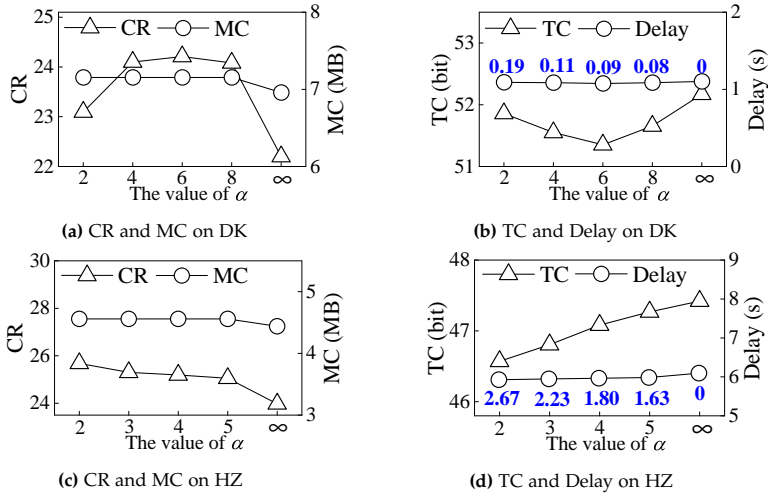 25
24
23
22
CR
CR MC
8
7
6
MC (MB)
2 4 6 8 ∞
The value of α
(a) CR and MC on DK
53
52
51
TC (bit)
TC Delay
0.19 0.11 0.09 0.08 0
2
1
0
Delay (s)
2 4 6 8 ∞
The value of α
(b) TC and Delay on DK
30
28
26
24
CR
CR MC
5
4
3
MC (MB)
2 3 4 5 ∞
The value of α
(c) CR and MC on HZ
48
47
46
TC (bit)
TC Delay
2.67 2.23 1.80 1.63 0
9
8
7
6
5
Delay (s)
2 3 4 5 ∞
The value of α
(d) TC and Delay on HZ